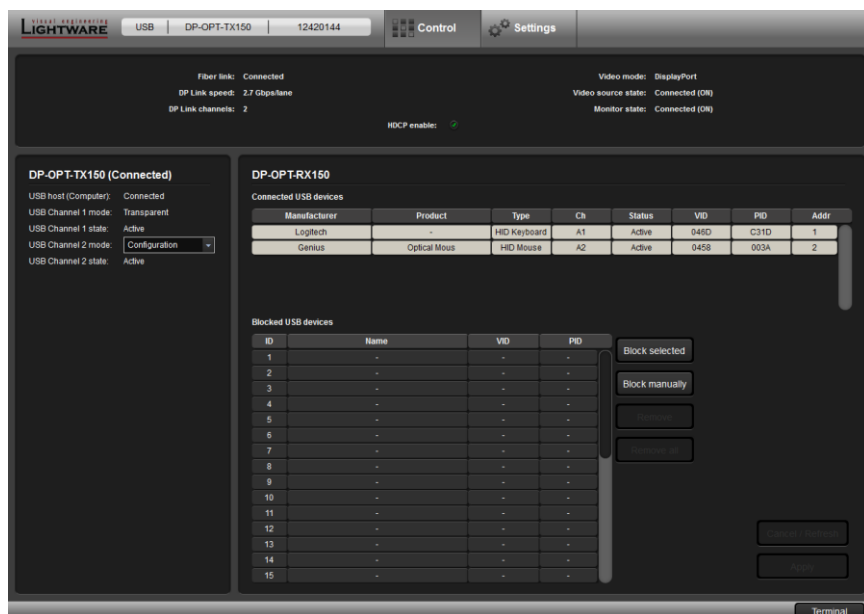 visual engineering
LIGHTWARE USB DP-OPT-TX150 12420144 Control Settings
Fiber link: Connected Video mode: DisplayPort
DP Link speed: 2.7 Gbps/lane Video source state: Connected (ON)
DP Link channels: 2 Monitor state: Connected (ON)
HDCP enable:
DP-OPT-TX150 (Connected)
USB host (Computer): Connected
USB Channel 1 mode: Transparent
USB Channel 1 state: Active
USB Channel 2 mode: Configuration
USB Channel 2 state: Active
DP-OPT-RX150
Connected USB devices
Manufacturer Product Type Ch Status VID PID Addr
Logitech - HID Keyboard A1 Active 046D C31D 1
Genius Optical Mous HID Mouse A2 Active 0458 003A 2
Blocked USB devices
ID Name VID PID
1 - - -
2 - - -
3 - - -
4 - - -
5 - - -
6 - - -
7 - - -
8 - - -
9 - - -
10 - - -
11 - - -
12 - - -
13 - - -
14 - - -
15 - - -
Block selected
Block manually
Remove
Remove all
Cancel / Refresh
Apply
Terminal